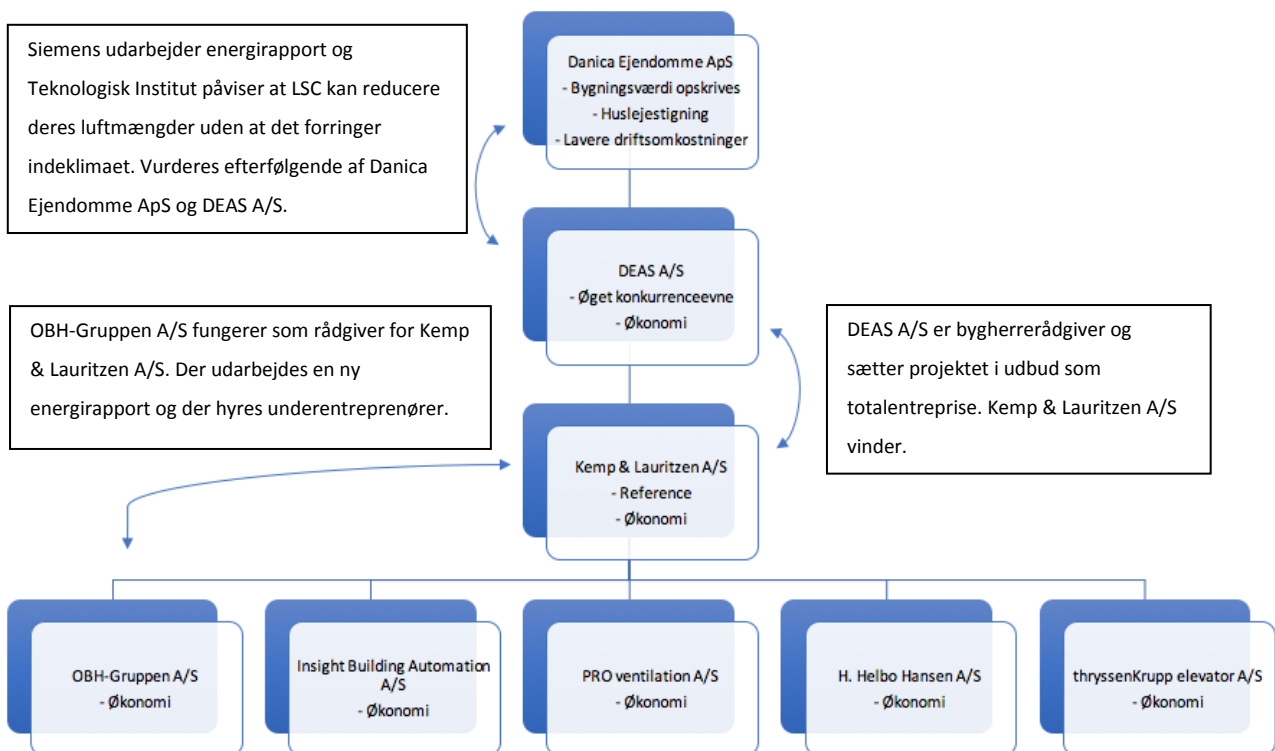 Siemens udarbejder energirapport og
Teknologisk Institut påviser at LSC kan reducere
deres luftmængder uden at det forringer
indeklimaet. Vurderes efterfølgende af Danica
Ejendomme ApS og DEAS A/S.
Danica Ejendomme ApS
- Bygningsværdi opskrives
- Huslejestigning
- Lavere driftsomkostninger
DEAS A/S
- Øget konkurrenceevne
- Økonomi
OBH-Gruppen A/S fungerer som rådgiver for Kemp
& Lauritzen A/S. Der udarbejdes en ny
energirapport og der hyres underentreprenører.
DEAS A/S er bygherrerådgiver og
sætter projektet i udbud som
totalentreprise. Kemp & Lauritzen A/S
vinder.
Kemp & Lauritzen A/S
- Reference
- Økonomi
OBH-Gruppen A/S
- Økonomi
Insight Building Automation
A/S
- Økonomi
PRO ventilation A/S
- Økonomi
H. Helbo Hansen A/S
- Økonomi
thryssenKrupp elevator A/S
- Økonomi